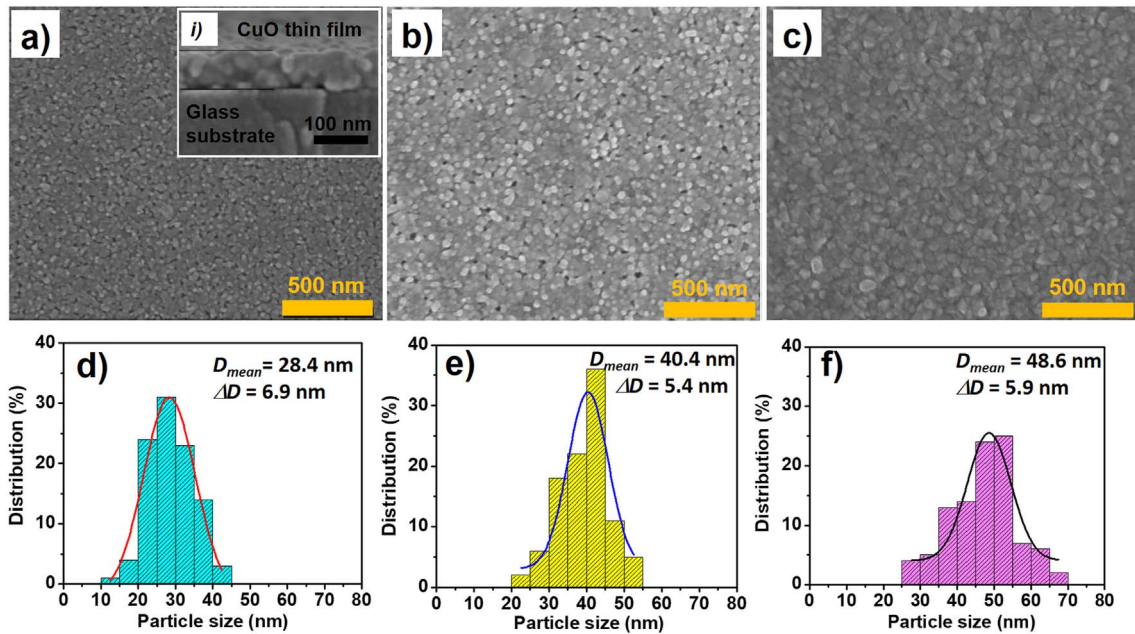 a)
i)
CuO thin film
Glass
substrate
100 nm
500 nm
b)
500 nm
c)
500 nm
d)
D_mean = 28.4 nm
ΔD = 6.9 nm
Distribution (%)
40
30
20
10
0
0 10 20 30 40 50 60 70 80
Particle size (nm)
e)
D_mean = 40.4 nm
ΔD = 5.4 nm
Distribution (%)
40
30
20
10
0
0 10 20 30 40 50 60 70 80
Particle size (nm)
f)
D_mean = 48.6 nm
ΔD = 5.9 nm
Distribution (%)
40
30
20
10
0
0 10 20 30 40 50 60 70 80
Particle size (nm)